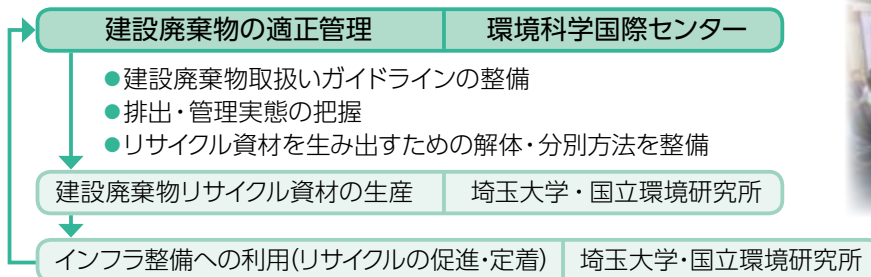 建設廃棄物の適正管理 環境科学国際センター
●建設廃棄物取扱いガイドラインの整備
●排出・管理実態の把握
●リサイクル資材を生み出すための解体・分別方法を整備
建設廃棄物リサイクル資材の生産 埼玉大学・国立環境研究所
インフラ整備への利用(リサイクルの促進・定着) 埼玉大学・国立環境研究所